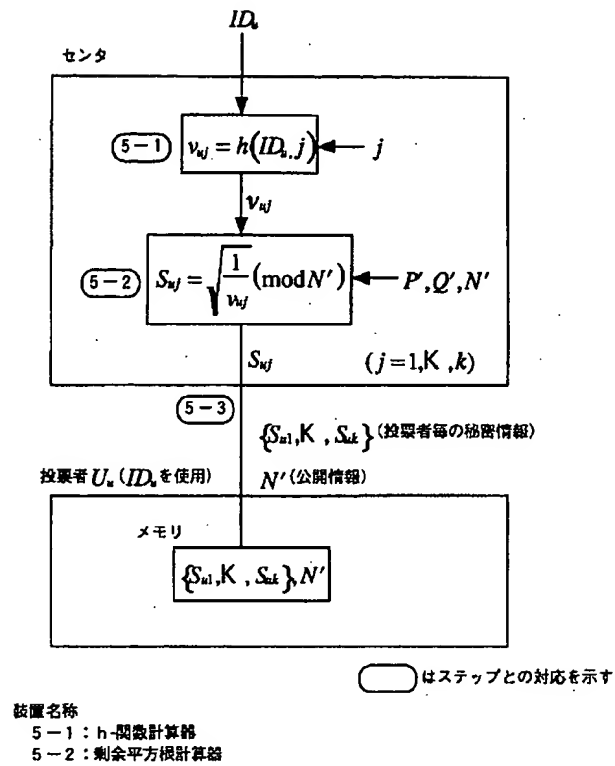 ID_u
センタ
5-1
v_uj = h(ID_u, j)
j
v_uj
5-2
S_uj = √(1/v_uj) (mod N′)
P′, Q′, N′
S_uj
(j=1,K ,k)
5-3
{S_u1,K , S_uk} (投票者毎の秘密情報)
投票者 U_u (ID_u を使用)
N′ (公開情報)
メモリ
{S_u1,K , S_uk}, N′
はステップとの対応を示す
装置名称
5-1:h-関数計算器
5-2:剰余平方根計算器